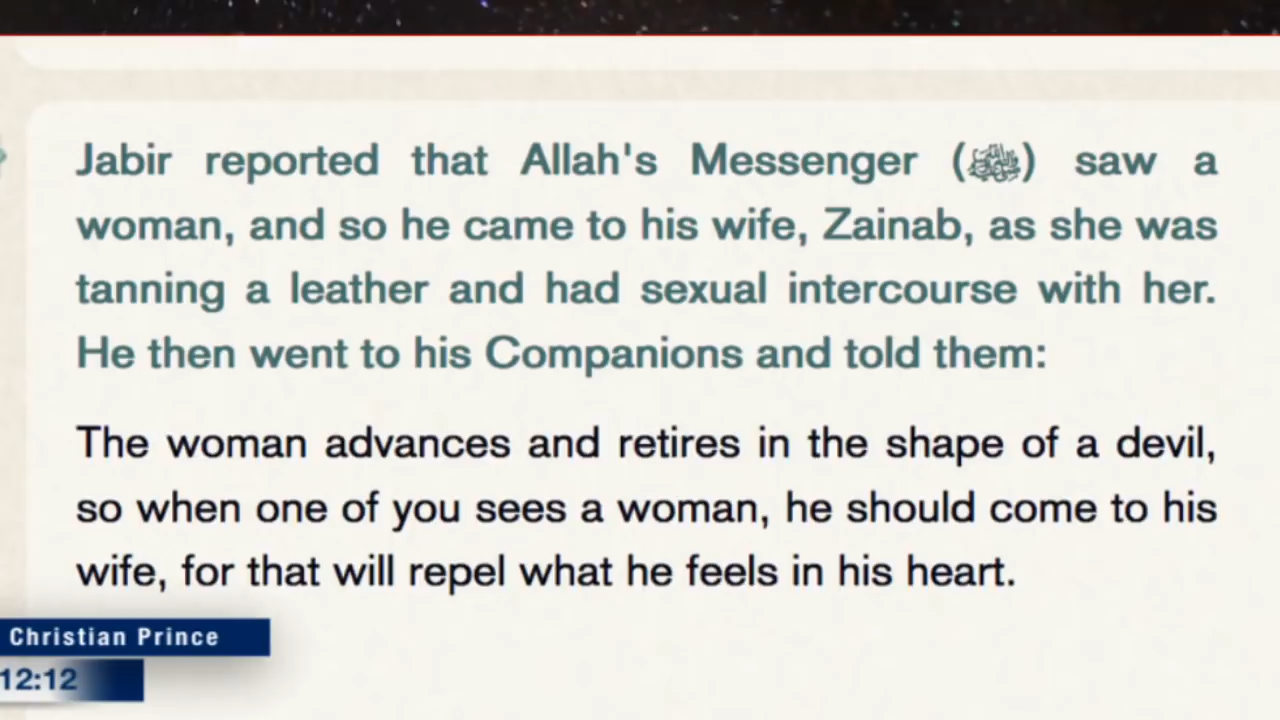 Jabir reported that Allah's Messenger (ﷺ) saw a
woman, and so he came to his wife, Zainab, as she was
tanning a leather and had sexual intercourse with her.
He then went to his Companions and told them:
The woman advances and retires in the shape of a devil,
so when one of you sees a woman, he should come to his
wife, for that will repel what he feels in his heart.
Christian Prince
12:12